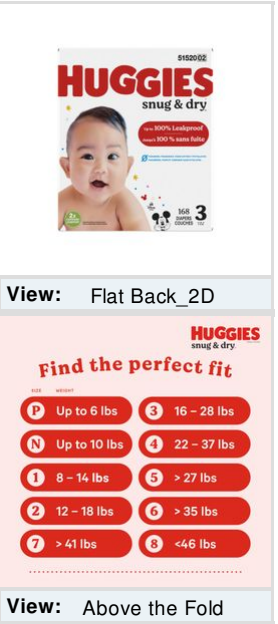 5152002
HUGGIES
snug & dry
Up to 100% Leakproof
100 % sans fuite
168
DIAPERS
COUCHES
3
View: Flat Back_2D
HUGGIES
snug & dry
Find the perfect fit
SIZE WEIGHT
P Up to 6 lbs
3 16 – 28 lbs
N Up to 10 lbs
4 22 – 37 lbs
1 8 – 14 lbs
5 > 27 lbs
2 12 – 18 lbs
6 > 35 lbs
7 > 41 lbs
8 <46 lbs
View: Above the Fold